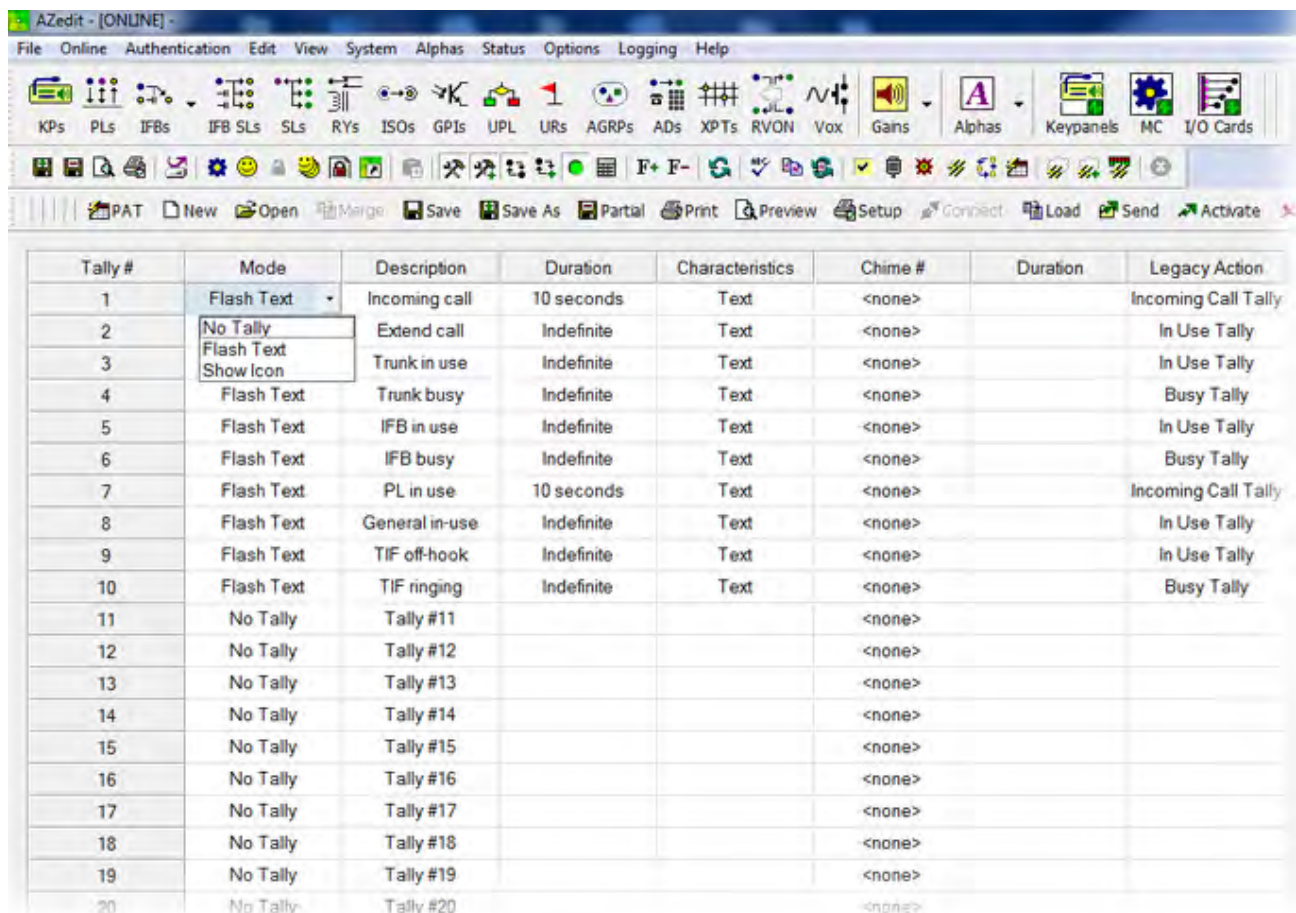 AZedit - [ONLINE] -
File Online Authentication Edit View System Alphas Status Options Logging Help
KPs PLs IFBs IFB SLs SLs RYs ISOs GPIs UPL URs AGRPs ADs XPTs RVON Vox Gains Alphas Keypanels MC I/O Cards
F+ F-
PAT New Open Merge Save Save As Partial Print Preview Setup Connect Load Send Activate
Tally # Mode Description Duration Characteristics Chime # Duration Legacy Action
1 Flash Text Incoming call 10 seconds Text <none> Incoming Call Tally
2 No Tally Extend call Indefinite Text <none> In Use Tally
Flash Text
3 Show Icon Trunk in use Indefinite Text <none> In Use Tally
4 Flash Text Trunk busy Indefinite Text <none> Busy Tally
5 Flash Text IFB in use Indefinite Text <none> In Use Tally
6 Flash Text IFB busy Indefinite Text <none> Busy Tally
7 Flash Text PL in use 10 seconds Text <none> Incoming Call Tally
8 Flash Text General in-use Indefinite Text <none> In Use Tally
9 Flash Text TIF off-hook Indefinite Text <none> In Use Tally
10 Flash Text TIF ringing Indefinite Text <none> Busy Tally
11 No Tally Tally #11 <none>
12 No Tally Tally #12 <none>
13 No Tally Tally #13 <none>
14 No Tally Tally #14 <none>
15 No Tally Tally #15 <none>
16 No Tally Tally #16 <none>
17 No Tally Tally #17 <none>
18 No Tally Tally #18 <none>
19 No Tally Tally #19 <none>
20 No Tally Tally #20 <none>